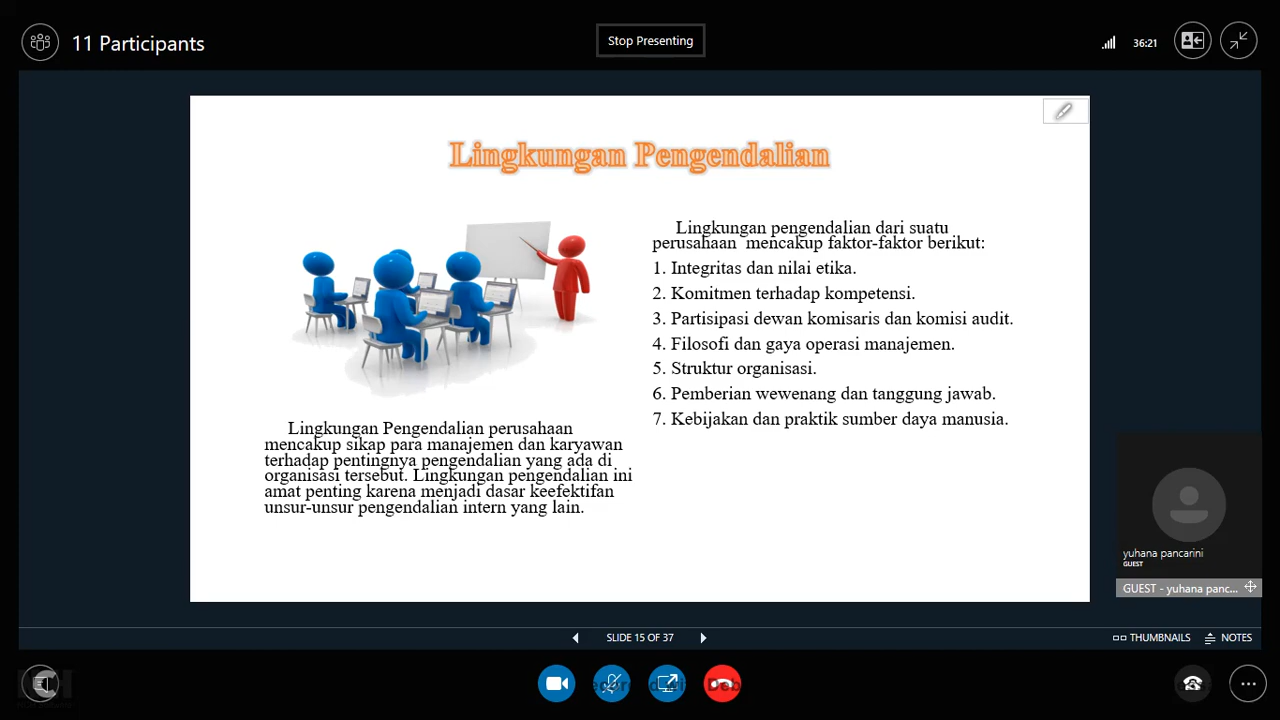 11 Participants
Stop Presenting
36:21
Lingkungan Pengendalian
Lingkungan Pengendalian perusahaan
mencakup sikap para manajemen dan karyawan
terhadap pentingnya pengendalian yang ada di
organisasi tersebut. Lingkungan pengendalian ini
amat penting karena menjadi dasar keefektifan
unsur-unsur pengendalian intern yang lain.
Lingkungan pengendalian dari suatu
perusahaan mencakup faktor-faktor berikut:
1. Integritas dan nilai etika.
2. Komitmen terhadap kompetensi.
3. Partisipasi dewan komisaris dan komisi audit.
4. Filosofi dan gaya operasi manajemen.
5. Struktur organisasi.
6. Pemberian wewenang dan tanggung jawab.
7. Kebijakan dan praktik sumber daya manusia.
yuhana pancarini
GUEST
GUEST - yuhana panc...
SLIDE 15 OF 37
THUMBNAILS
NOTES